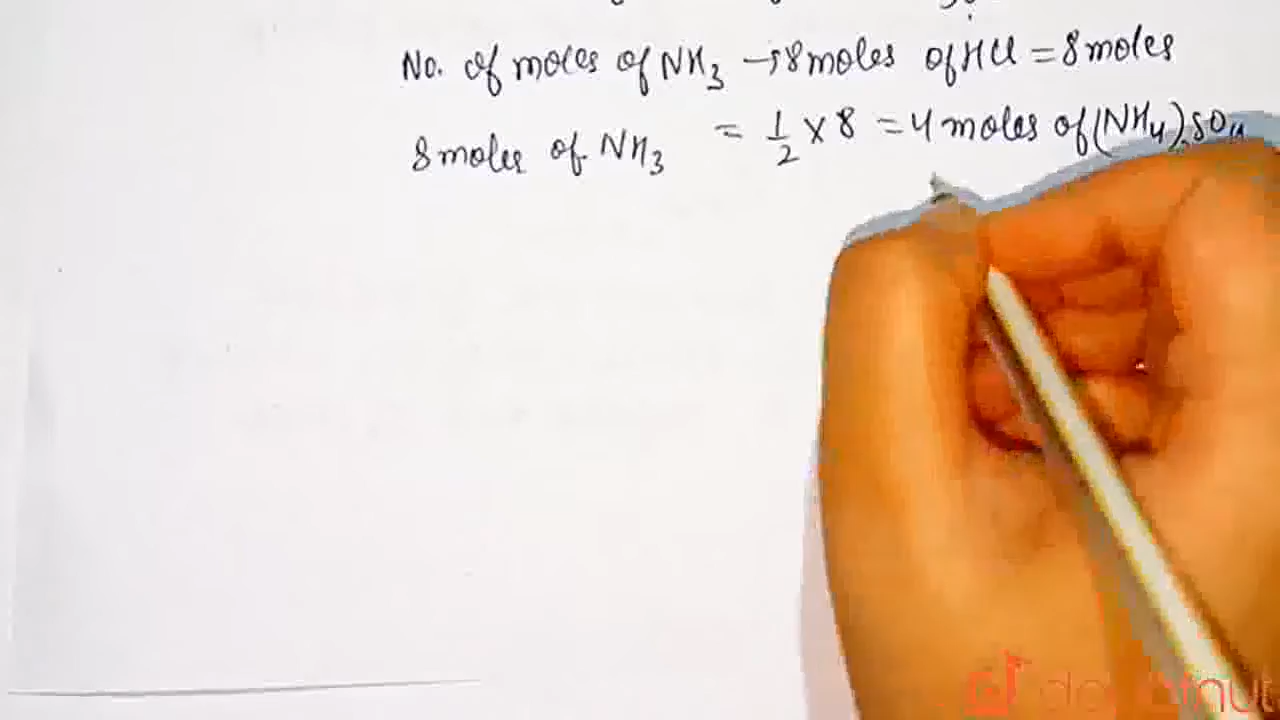 No. of moles of NH3 → 8 moles of HCl = 8 moles
8 moles of NH3 = 1/2 × 8 = 4 moles of (NH4)2SO4